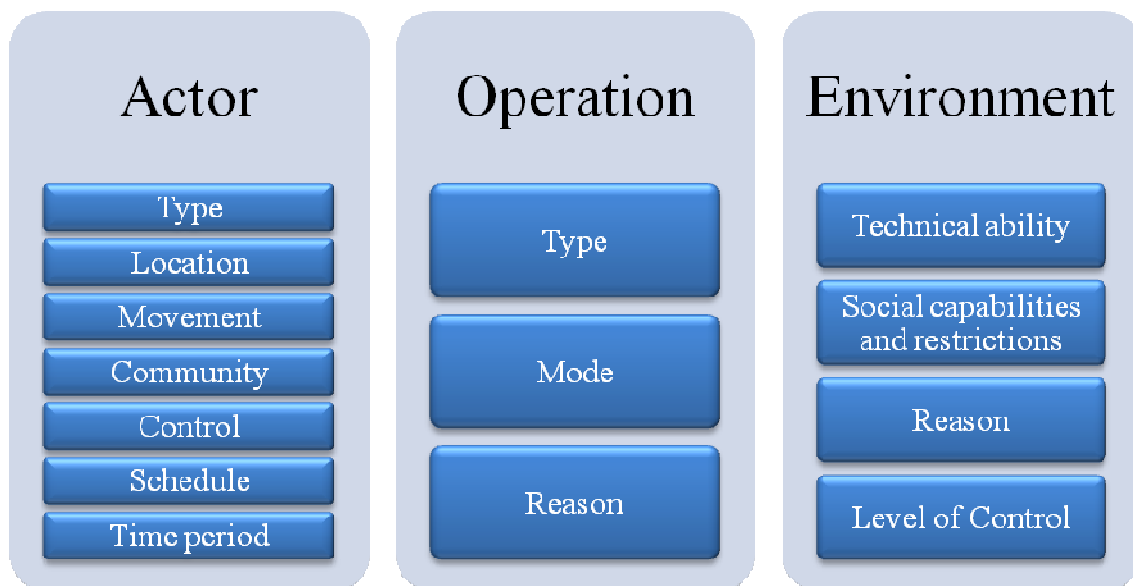 Actor
Type
Location
Movement
Community
Control
Schedule
Time period
Operation
Type
Mode
Reason
Environment
Technical ability
Social capabilities
and restrictions
Reason
Level of Control